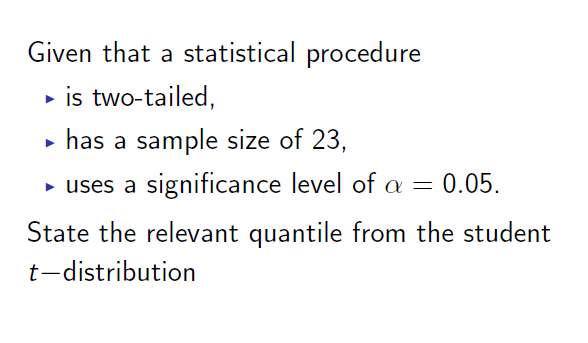 Given that a statistical procedure
▶ is two-tailed,
▶ has a sample size of 23,
▶ uses a significance level of α = 0.05.
State the relevant quantile from the student
t−distribution